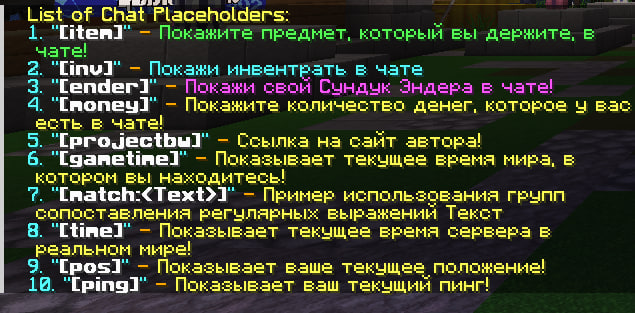 List of Chat Placeholders:
1. "[item]" - Покажите предмет, который вы держите, в
чате!
2. "[inv]" - Покажи инвентрать в чате
3. "[ender]" - Покажи свой Сундук Эндера в чате!
4. "[money]" - Покажите количество денег, которое у вас
есть в чате!
5. "[projectbw]" - Ссылка на сайт автора!
6. "[gametime]" - Показывает текущее время мира, в
котором вы находитесь!
7. "[match:<Text>]" - Пример использования групп
сопоставления регулярных выражений Текст
8. "[time]" - Показывает текущее время сервера в
реальном мире!
9. "[pos]" - Показывает ваше текущее положение!
10. "[ping]" - Показывает ваш текущий пинг!